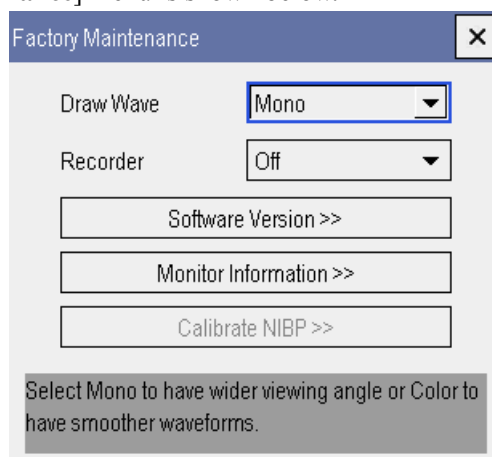 Factory Maintenance
Draw Wave Mono
Recorder Off
Software Version >>
Monitor Information >>
Calibrate NIBP >>
Select Mono to have wider viewing angle or Color to
have smoother waveforms.